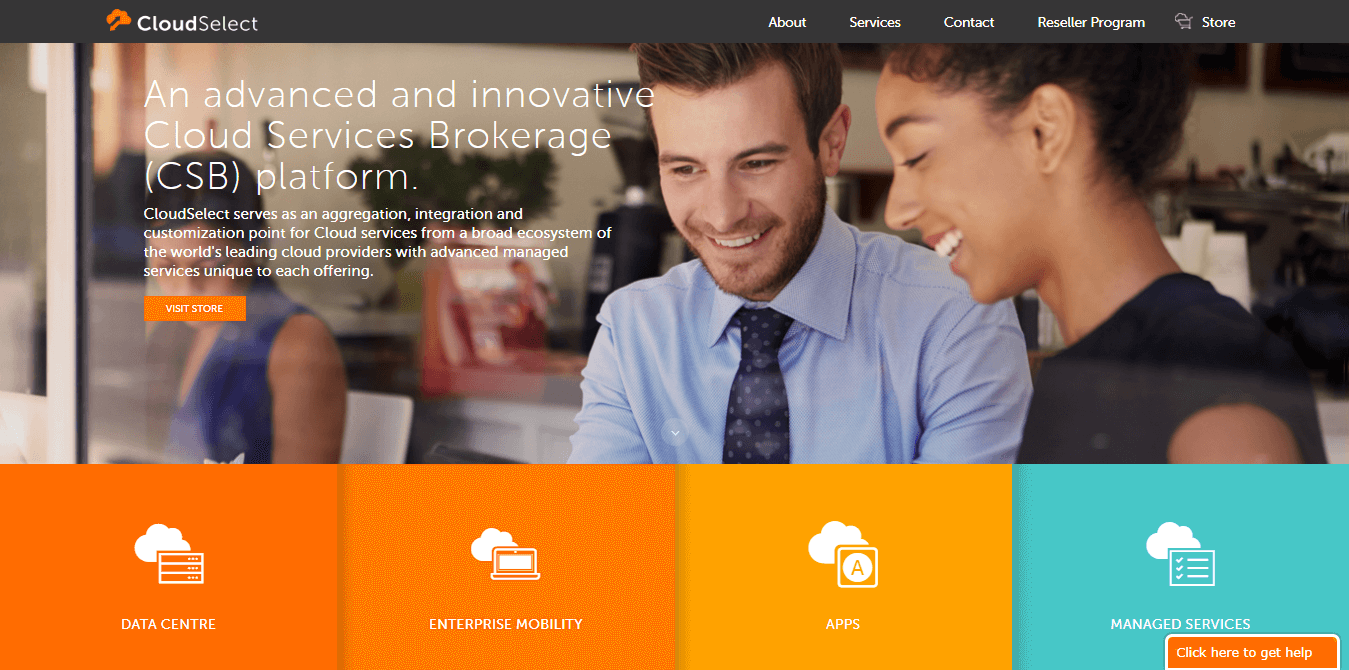 CloudSelect
About
Services
Contact
Reseller Program
Store
An advanced and innovative
Cloud Services Brokerage
(CSB) platform.
CloudSelect serves as an aggregation, integration and
customization point for Cloud services from a broad ecosystem of
the world's leading cloud providers with advanced managed
services unique to each offering.
VISIT STORE
A
DATA CENTRE
ENTERPRISE MOBILITY
APPS
MANAGED SERVICES
Click here to get help